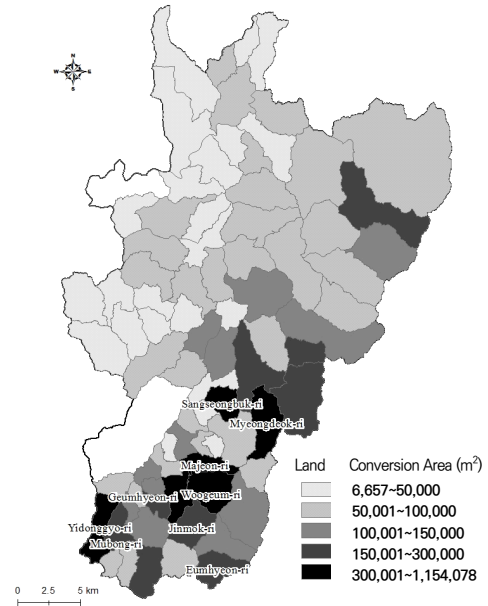 N
W E
S
Sangseongbuk-ri
Myeongdeok-ri
Majeon-ri
Geumhyeon-ri
Woogeum-ri
Yidonggyo-ri
Jinmok-ri
Mubong-ri
Eumhyeon-ri
Land Conversion Area (m²)
6,657~50,000
50,001~100,000
100,001~150,000
150,001~300,000
300,001~1,154,078
0 2.5 5 km